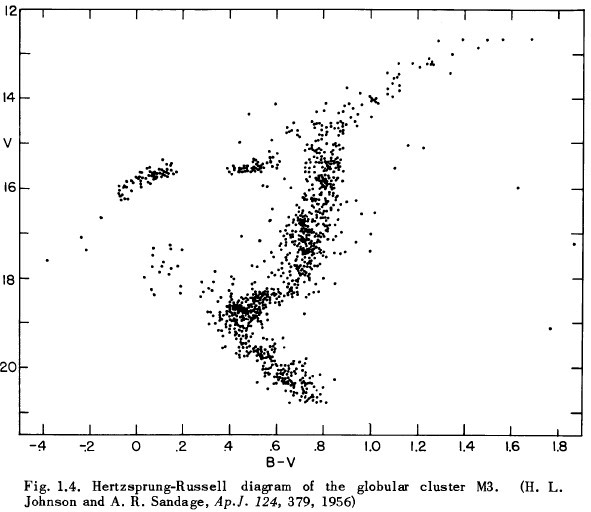 12
14
V
16
18
20
-.4 -.2 0 .2 .4 .6 .8 1.0 1.2 1.4 1.6 1.8
B-V
Fig. 1.4. Hertzsprung-Russell diagram of the globular cluster M3. (H. L.
Johnson and A. R. Sandage, Ap.J. 124, 379, 1956)